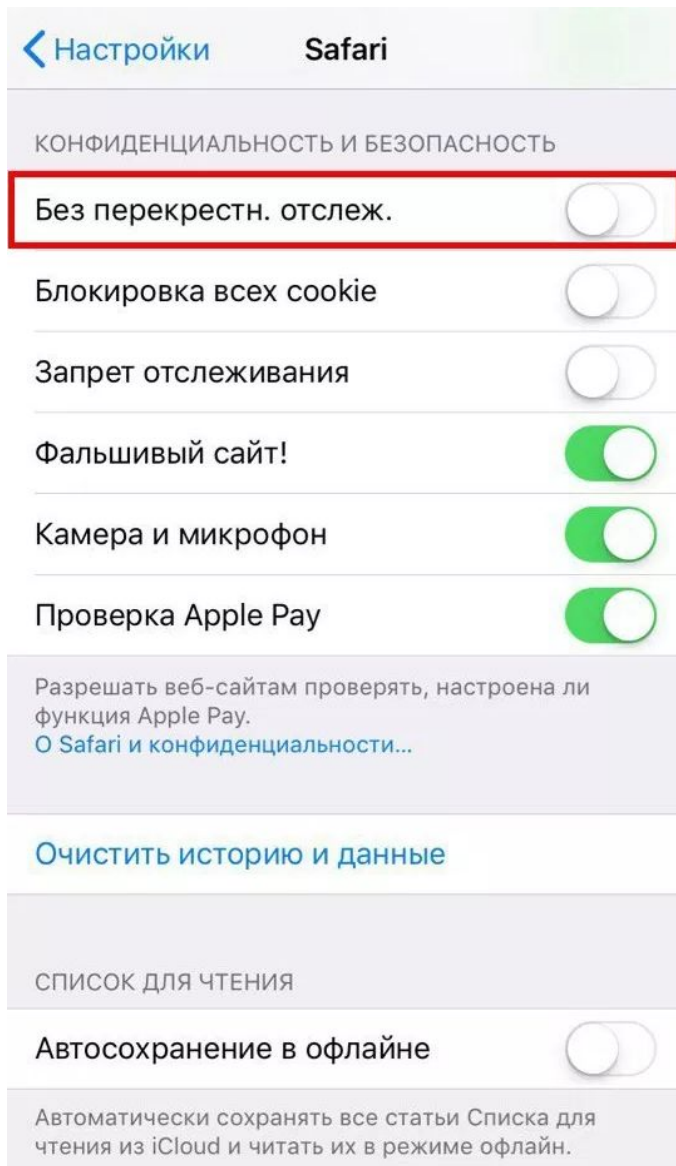 Настройки Safari
КОНФИДЕНЦИАЛЬНОСТЬ И БЕЗОПАСНОСТЬ
Без перекрестн. отслеж.
Блокировка всех cookie
Запрет отслеживания
Фальшивый сайт!
Камера и микрофон
Проверка Apple Pay
Разрешать веб-сайтам проверять, настроена ли
функция Apple Pay.
О Safari и конфиденциальности...
Очистить историю и данные
СПИСОК ДЛЯ ЧТЕНИЯ
Автосохранение в офлайне
Автоматически сохранять все статьи Списка для
чтения из iCloud и читать их в режиме офлайн.